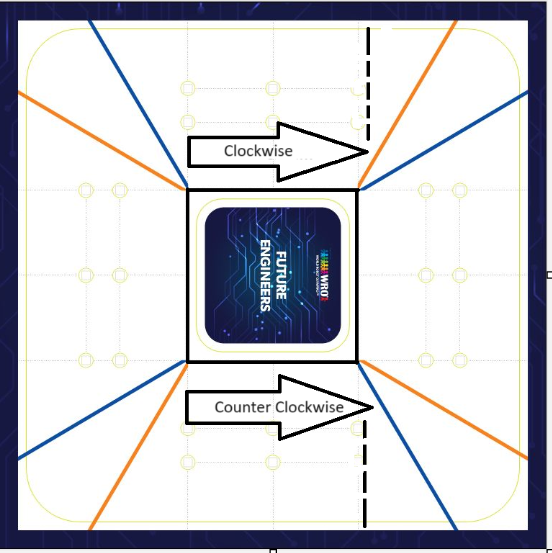 Clockwise
FUTURE
ENGINEERS
WRO
Counter Clockwise